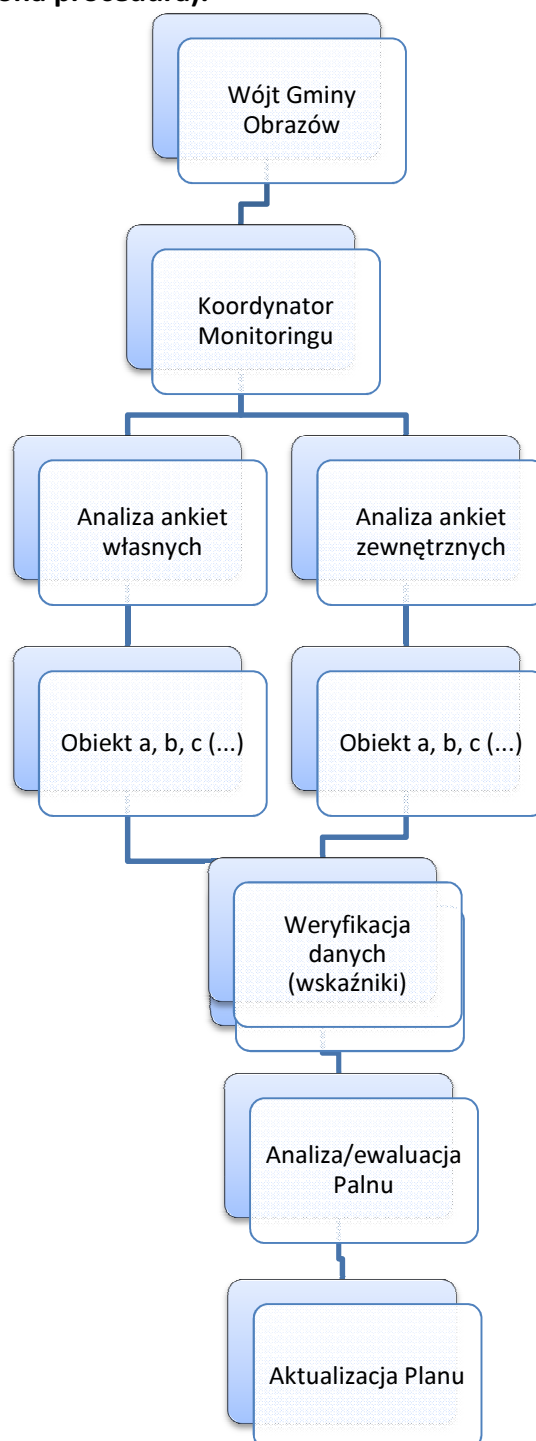 Wójt Gminy
Obrazów
Koordynator
Monitoringu
Analiza ankiet
własnych
Analiza ankiet
zewnętrznych
Obiekt a, b, c (...)
Obiekt a, b, c (...)
Weryfikacja
danych
(wskaźniki)
Analiza/ewaluacja
Palnu
Aktualizacja Planu